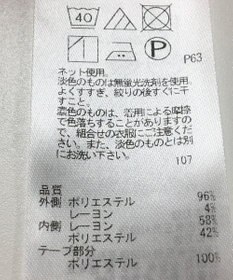 40
P
P63
ネット使用。
淡色のものは無蛍光洗剤を使用。
よくすすぎ、絞りの後すぐに干
すこと。
濃色のものは、着用による摩擦
で色落ちすることがありますの
で、組合せの衣服にご注意くださ
い。また、淡色のものとは別
にお洗い下さい。
107
品質
外側 ポリエステル 96%
レーヨン 4%
内側 レーヨン 58%
ポリエステル 42%
テープ部分
ポリエステル 100%